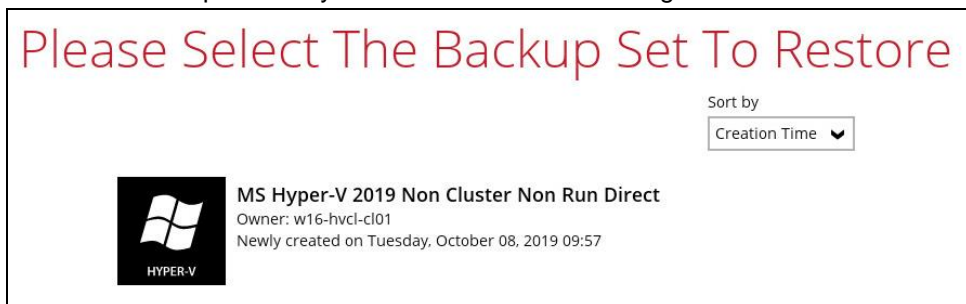 Please Select The Backup Set To Restore
Sort by
Creation Time
MS Hyper-V 2019 Non Cluster Non Run Direct
Owner: w16-hvcl-cl01
Newly created on Tuesday, October 08, 2019 09:57
HYPER-V